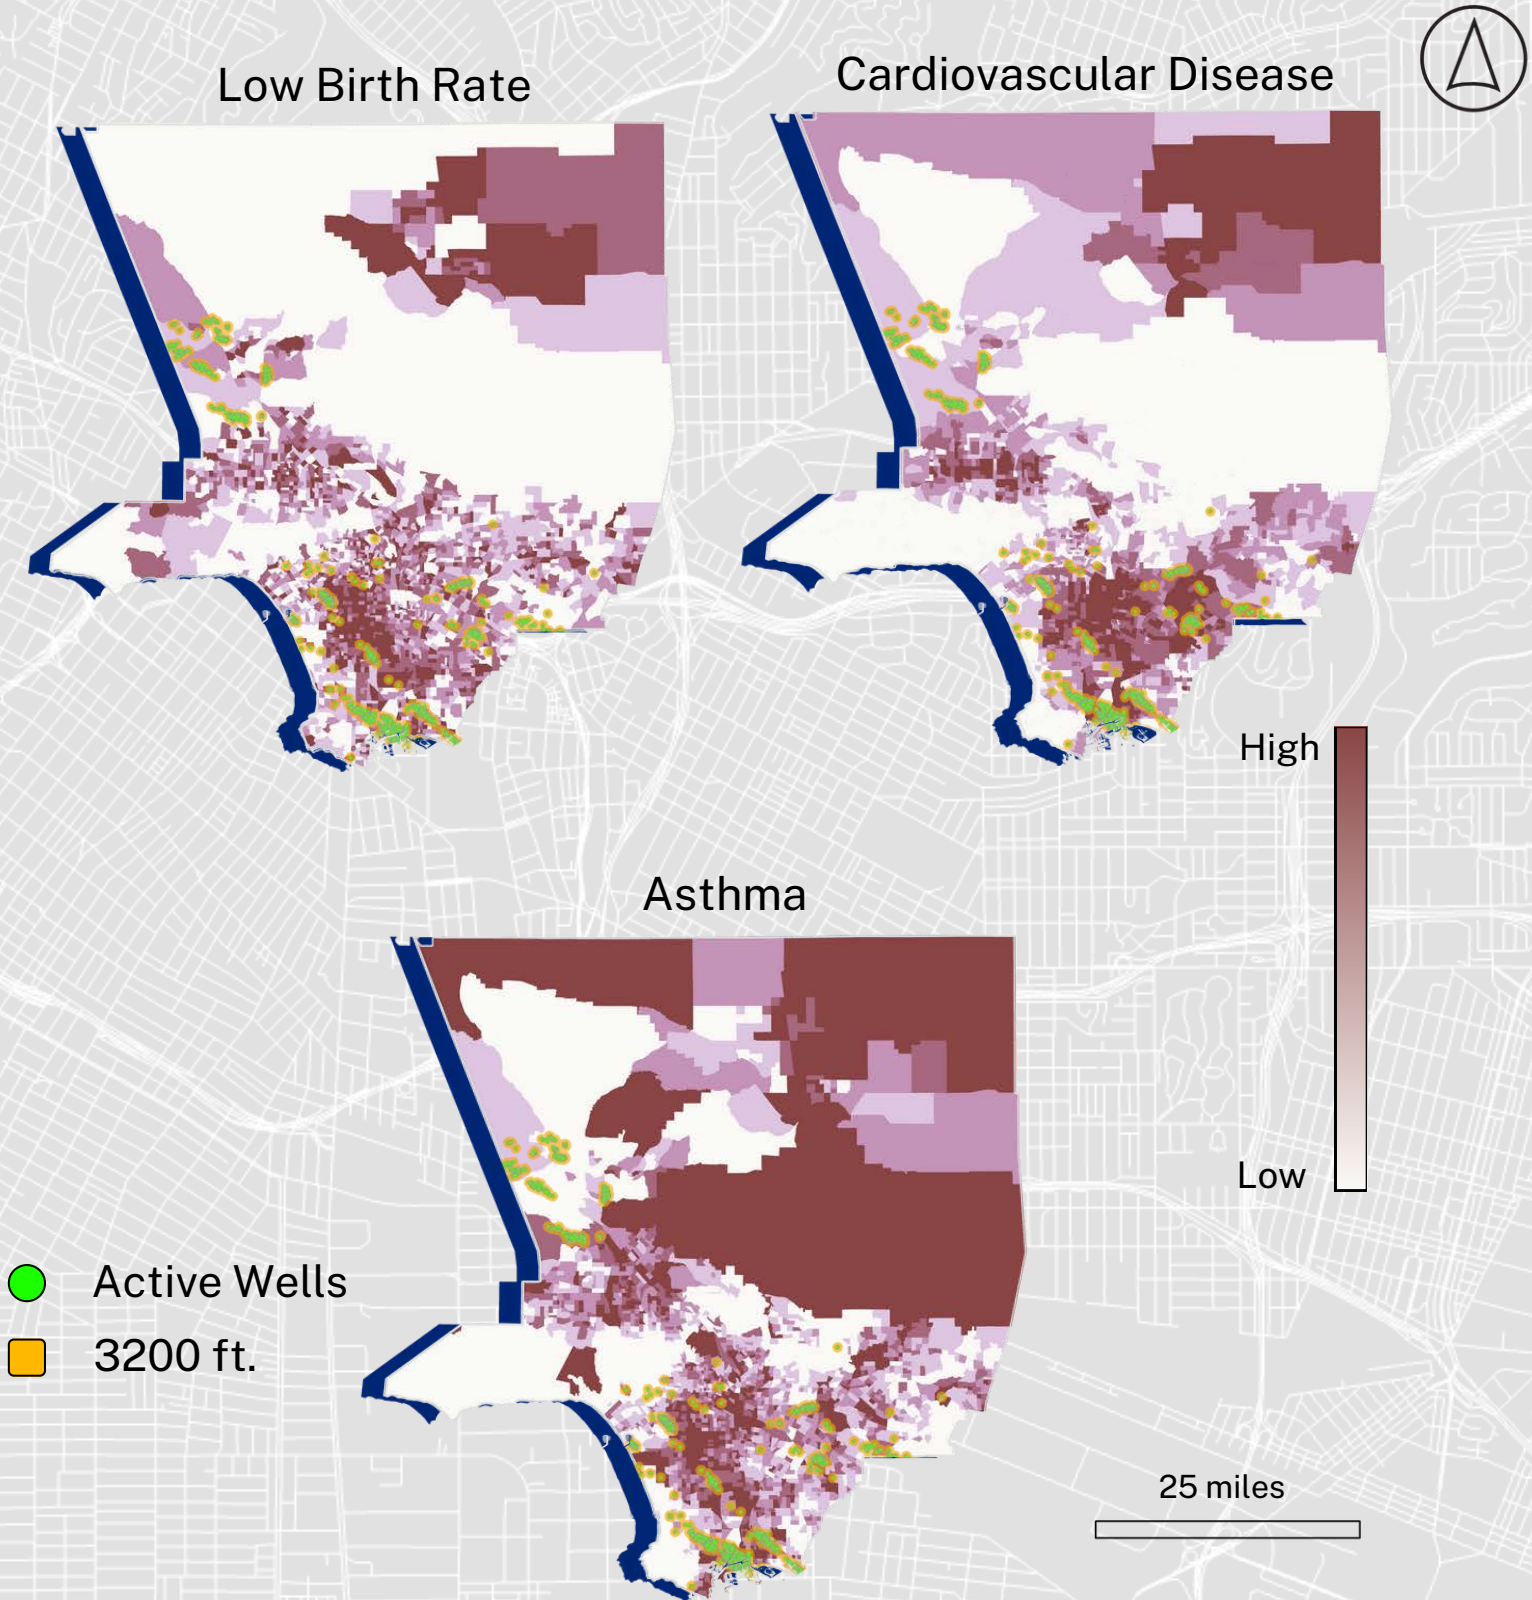 Low Birth Rate
Cardiovascular Disease
High
Asthma
Low
Active Wells
3200 ft.
25 miles